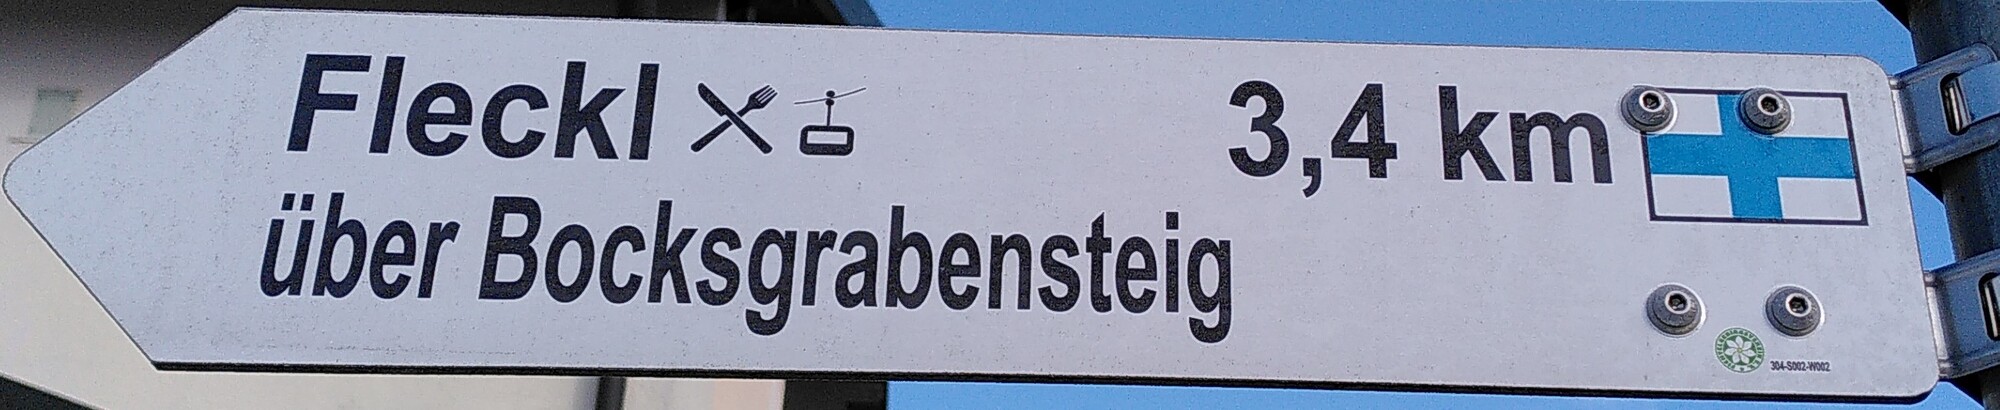 Fleckl 3,4 km
über Bocksgrabensteig
304-S002-W002